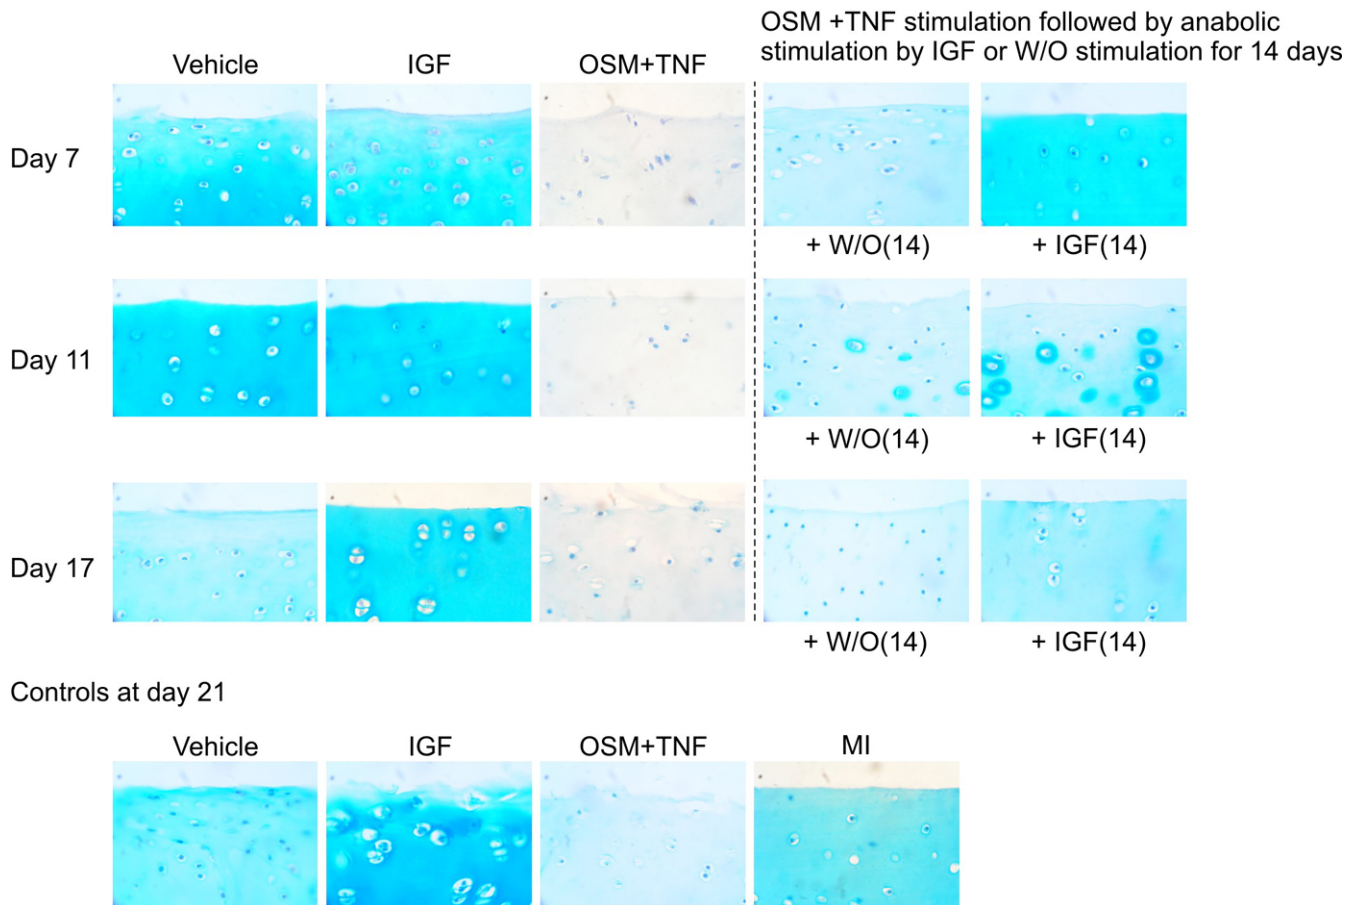 OSM +TNF stimulation followed by anabolic
stimulation by IGF or W/O stimulation for 14 days
Vehicle IGF OSM+TNF
Day 7
+ W/O(14) + IGF(14)
Day 11
+ W/O(14) + IGF(14)
Day 17
+ W/O(14) + IGF(14)
Controls at day 21
Vehicle IGF OSM+TNF MI